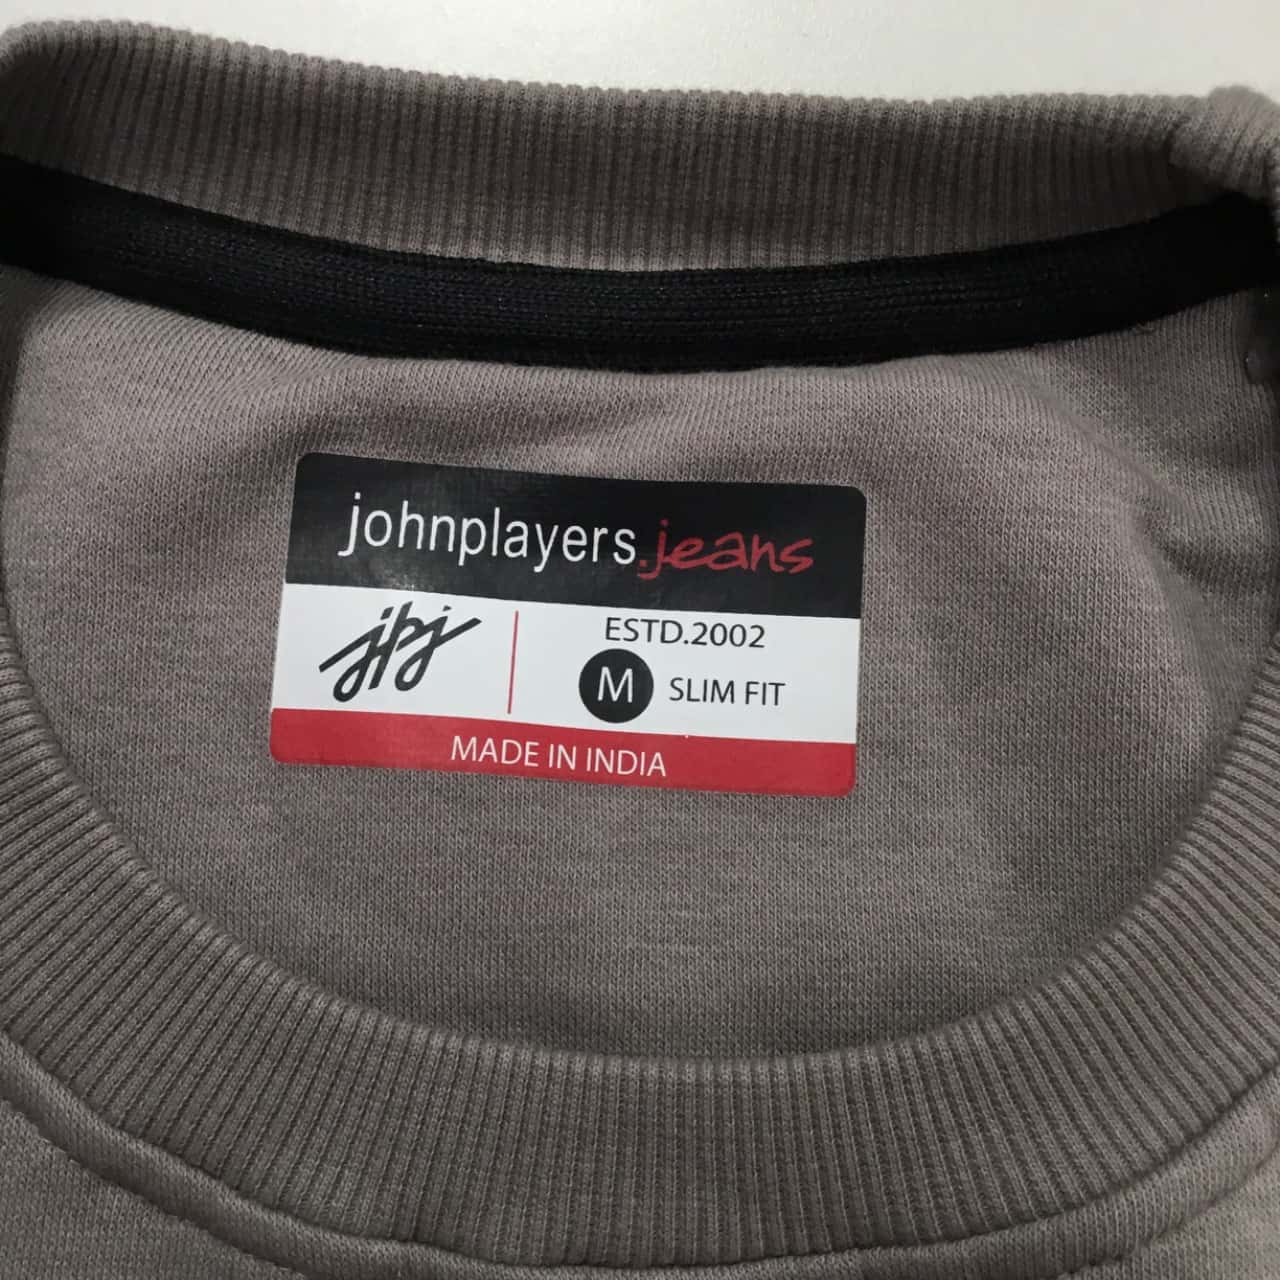 johnplayers.jeans
jpj
ESTD.2002
M SLIM FIT
MADE IN INDIA